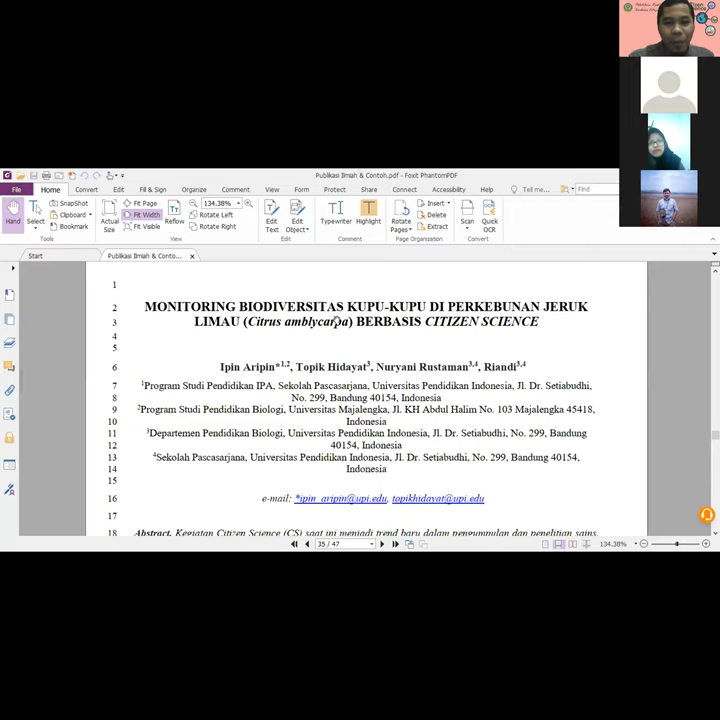 Publikasi Ilmiah & Contoh.pdf - Foxit PhantomPDF
File Home Convert Edit Fill & Sign Organize Comment View Form Protect Share Connect Accessibility Help Tell me... Find
Hand Select SnapShot Clipboard Bookmark Actual Size Fit Page Fit Width Fit Visible Reflow 134.38% Rotate Left Rotate Right Edit Text Edit Object Typewriter Highlight Rotate Pages Insert Delete Extract Scan Quick OCR
Tools View Edit Comment Page Organization Convert
Start Publikasi Ilmiah & Conto...
1
2 MONITORING BIODIVERSITAS KUPU-KUPU DI PERKEBUNAN JERUK
3 LIMAU (Citrus amblycarpa) BERBASIS CITIZEN SCIENCE
4
5
6 Ipin Aripin*1,2, Topik Hidayat3, Nuryani Rustaman3,4, Riandi3,4
7 1Program Studi Pendidikan IPA, Sekolah Pascasarjana, Universitas Pendidikan Indonesia, Jl. Dr. Setiabudhi,
8 No. 299, Bandung 40154, Indonesia
9 2Program Studi Pendidikan Biologi, Universitas Majalengka, Jl. KH Abdul Halim No. 103 Majalengka 45418,
10 Indonesia
11 3Departemen Pendidikan Biologi, Universitas Pendidikan Indonesia, Jl. Dr. Setiabudhi, No. 299, Bandung
12 40154, Indonesia
13 4Sekolah Pascasarjana, Universitas Pendidikan Indonesia, Jl. Dr. Setiabudhi, No. 299, Bandung 40154,
14 Indonesia
15
16 e-mail: *ipin_aripin@upi.edu, topikhidayat@upi.edu
17
18 Abstract. Kegiatan Citizen Science (CS) saat ini menjadi trend baru dalam pengumpulan dan penelitian sains.
35 / 47 134.38%